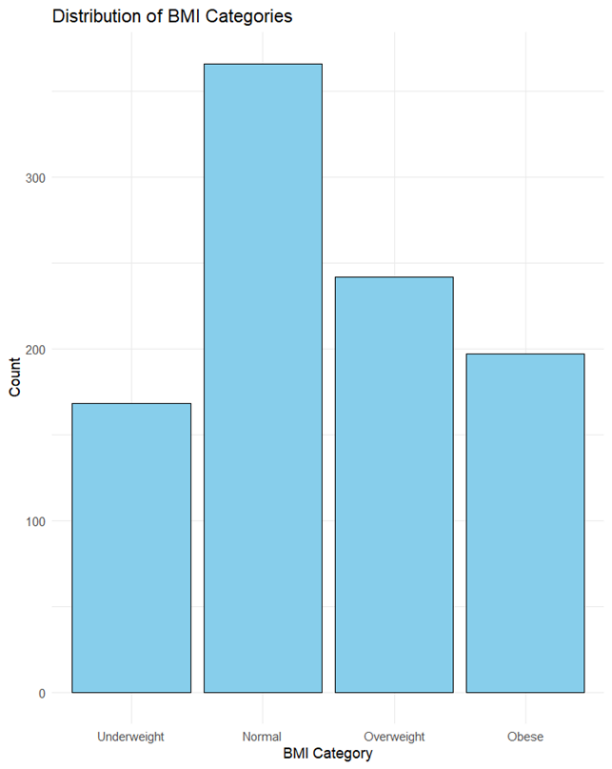 Distribution of BMI Categories
Count
300
200
100
0
Underweight Normal Overweight Obese
BMI Category